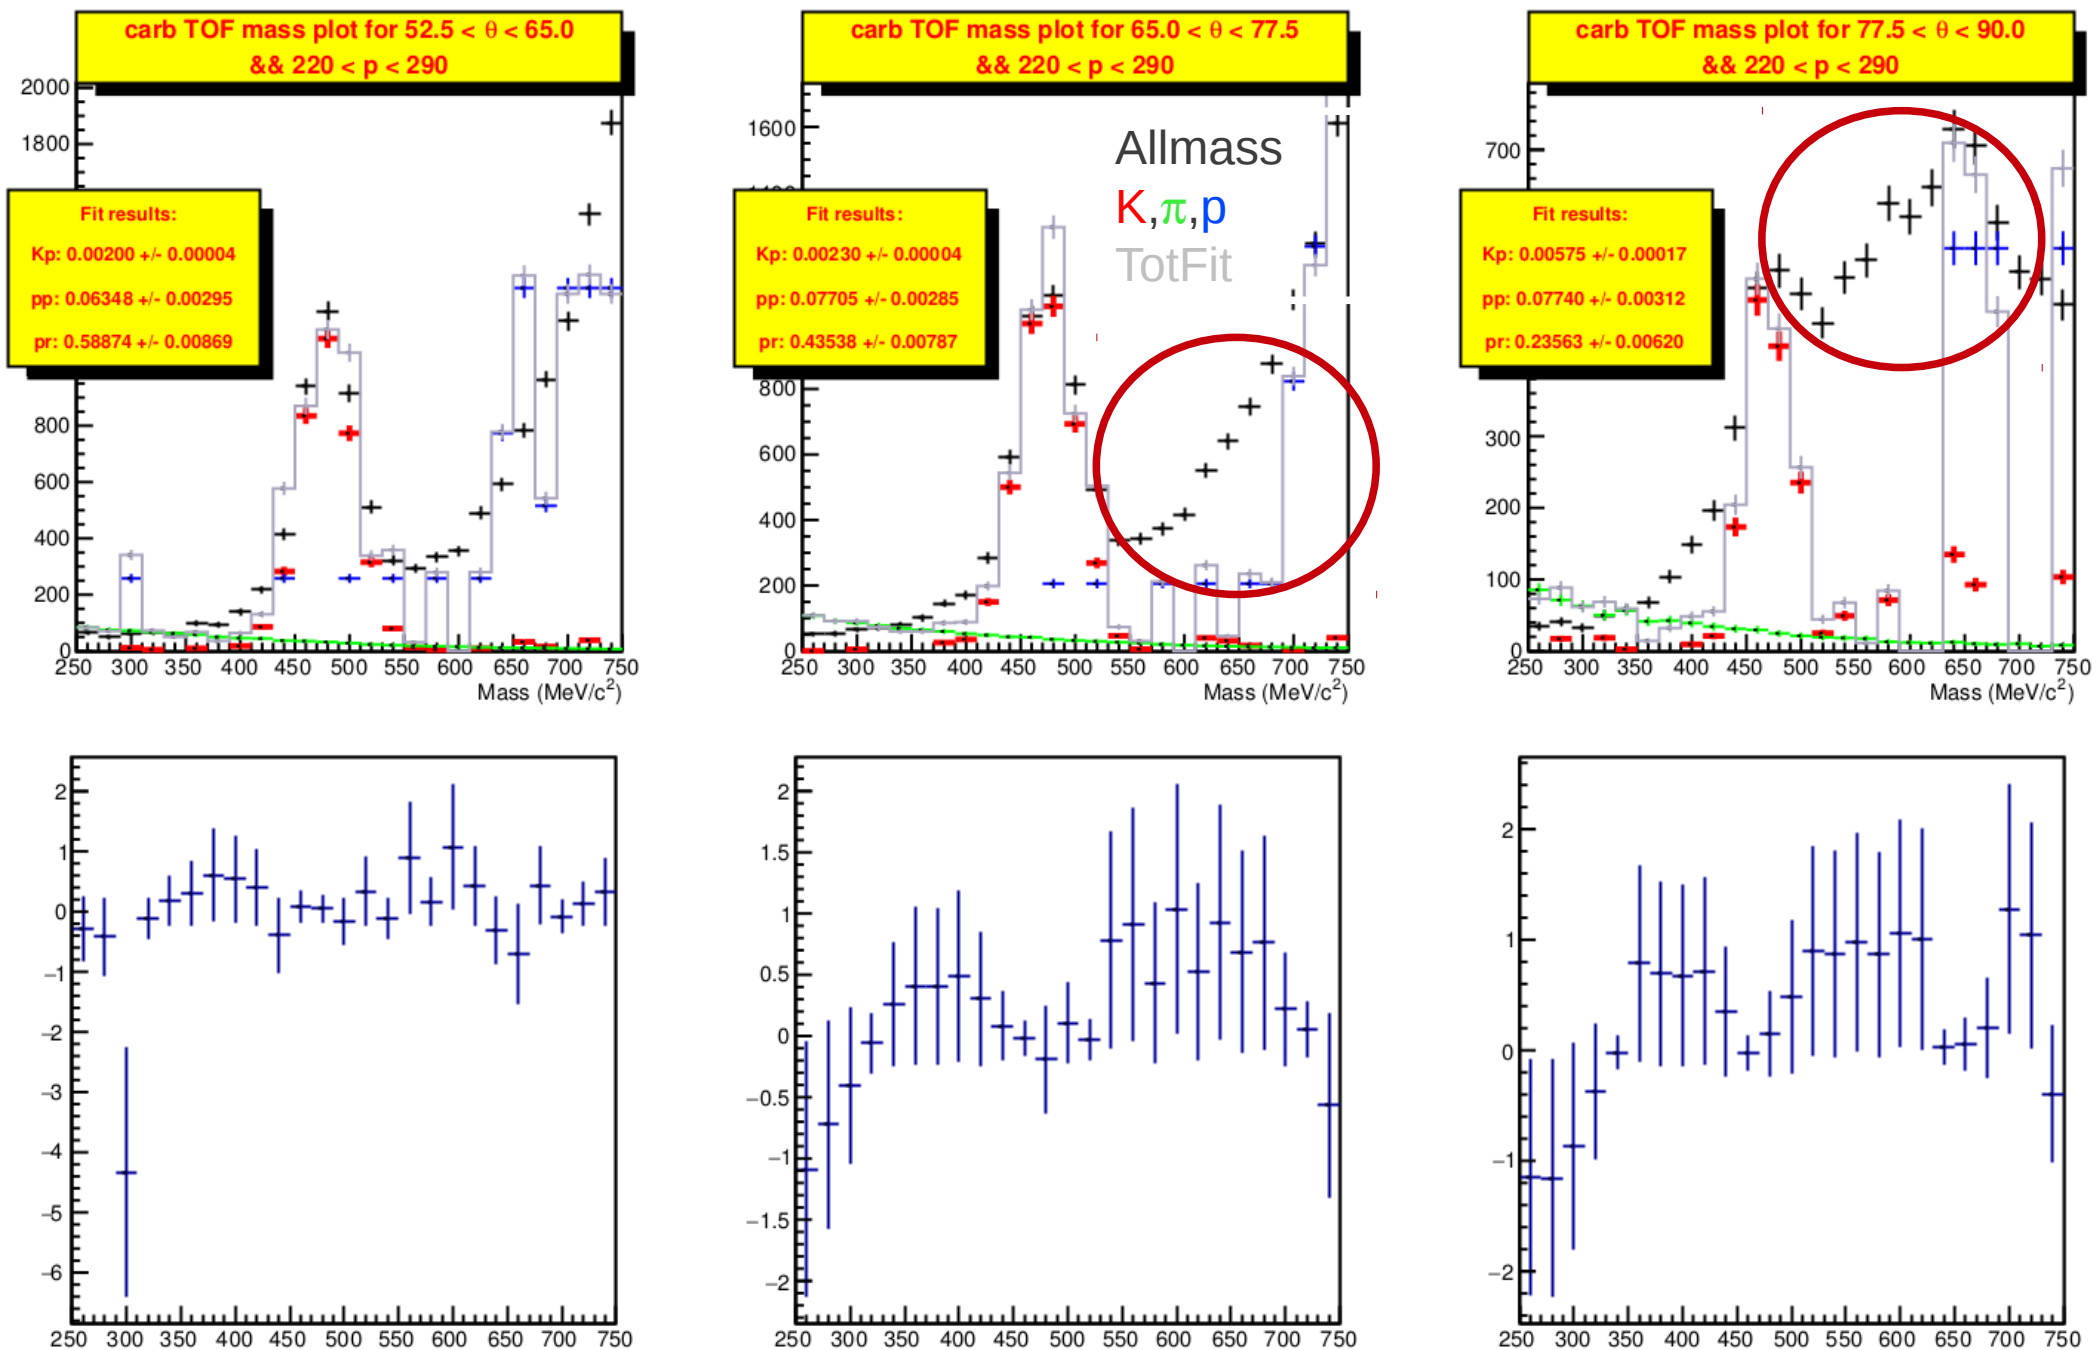 carb TOF mass plot for 52.5 < θ < 65.0
&& 220 < p < 290
2000
1800
Fit results:
Kp: 0.00200 +/- 0.00004
pp: 0.06348 +/- 0.00295
pr: 0.58874 +/- 0.00869
800
600
400
200
0
250 300 350 400 450 500 550 600 650 700 750
Mass (MeV/c²)
carb TOF mass plot for 65.0 < θ < 77.5
&& 220 < p < 290
1600
Allmass
K,π,p
TotFit
Fit results:
Kp: 0.00230 +/- 0.00004
pp: 0.07705 +/- 0.00285
pr: 0.43538 +/- 0.00787
800
600
400
200
0
250 300 350 400 450 500 550 600 650 700 750
Mass (MeV/c²)
carb TOF mass plot for 77.5 < θ < 90.0
&& 220 < p < 290
700
Fit results:
Kp: 0.00575 +/- 0.00017
pp: 0.07740 +/- 0.00312
pr: 0.23563 +/- 0.00620
300
200
100
0
250 300 350 400 450 500 550 600 650 700 750
Mass (MeV/c²)
2
1
0
−1
−2
−3
−4
−5
−6
250 300 350 400 450 500 550 600 650 700 750
2
1.5
1
0.5
0
−0.5
−1
−1.5
−2
250 300 350 400 450 500 550 600 650 700 750
2
1
0
−1
−2
250 300 350 400 450 500 550 600 650 700 750